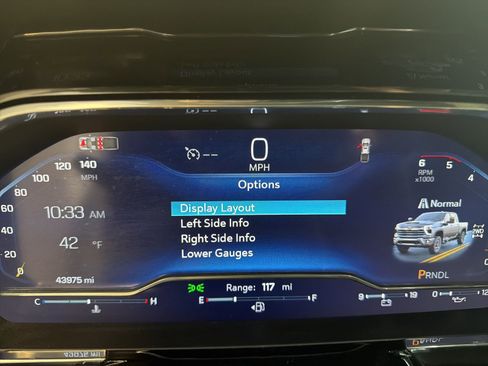 0
MPH
140
MPH
120
100
80
60
40
20
0
10:33 AM
42 °F
43975 mi
Options
Display Layout
Left Side Info
Right Side Info
Lower Gauges
6 5 4
RPM
x1000
Normal
2WD
PRNDL
C H
E F
Range: 117 mi
9 19
0 12